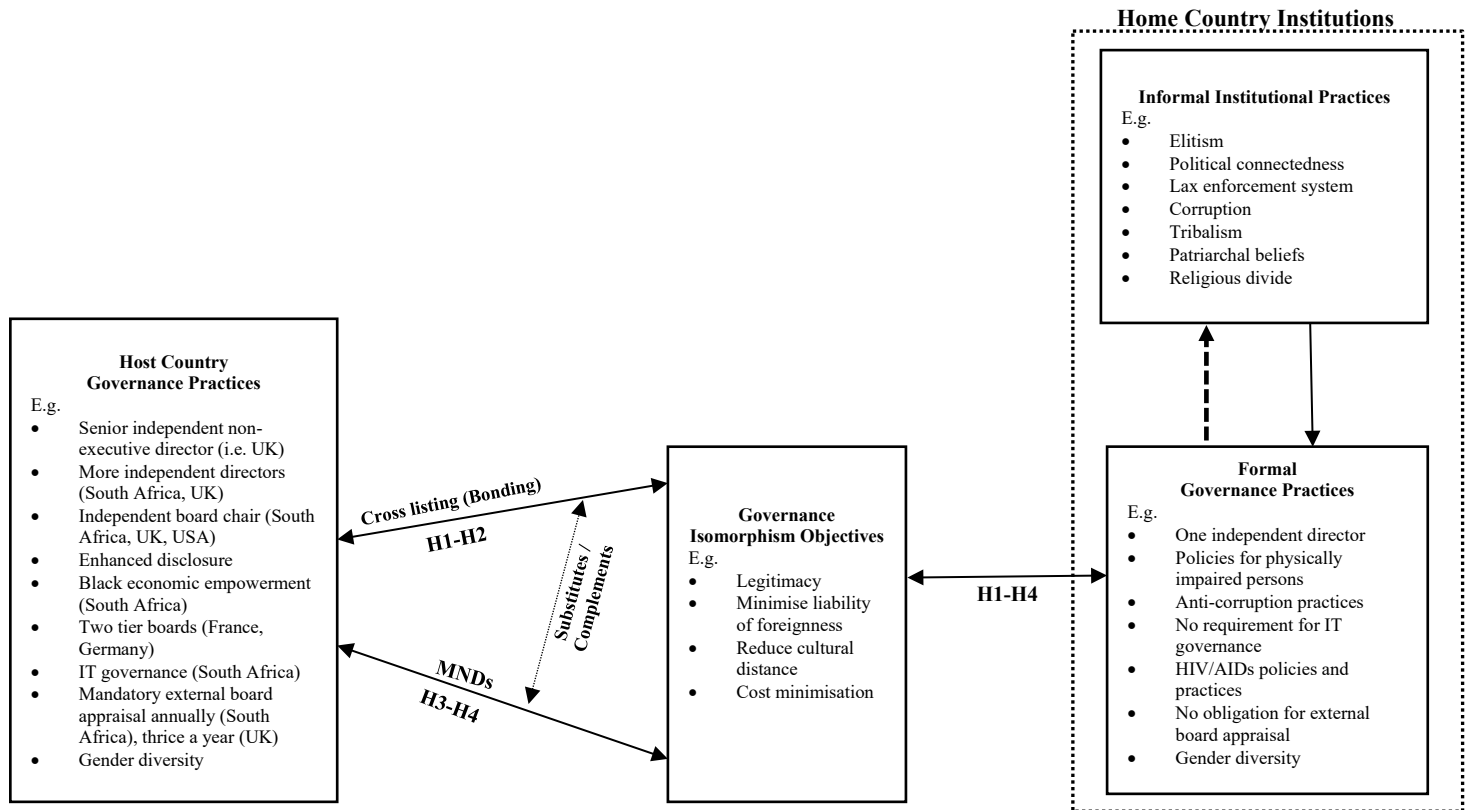 Home Country Institutions
Informal Institutional Practices
E.g.
• Elitism
• Political connectedness
• Lax enforcement system
• Corruption
• Tribalism
• Patriarchal beliefs
• Religious divide
Host Country
Governance Practices
E.g.
• Senior independent non-
executive director (i.e. UK)
• More independent directors
(South Africa, UK)
• Independent board chair (South
Africa, UK, USA)
• Enhanced disclosure
• Black economic empowerment
(South Africa)
• Two tier boards (France,
Germany)
• IT governance (South Africa)
• Mandatory external board
appraisal annually (South
Africa), thrice a year (UK)
• Gender diversity
Cross listing (Bonding)
H1-H2
Substitutes /
Complements
MNDs
H3-H4
Governance
Isomorphism Objectives
E.g.
• Legitimacy
• Minimise liability
of foreignness
• Reduce cultural
distance
• Cost minimisation
H1-H4
Formal
Governance Practices
E.g.
• One independent director
• Policies for physically
impaired persons
• Anti-corruption practices
• No requirement for IT
governance
• HIV/AIDs policies and
practices
• No obligation for external
board appraisal
• Gender diversity